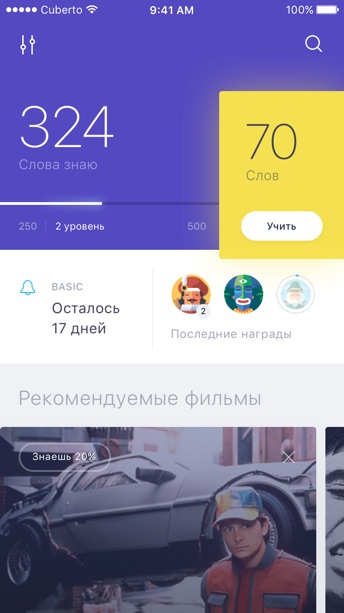 Cuberto
9:41 AM
100%
324
Слова знаю
70
Слов
Учить
250
2 уровень
500
BASIC
Осталось
17 дней
2
Последние награды
Рекомендуемые фильмы
Знаешь 20%